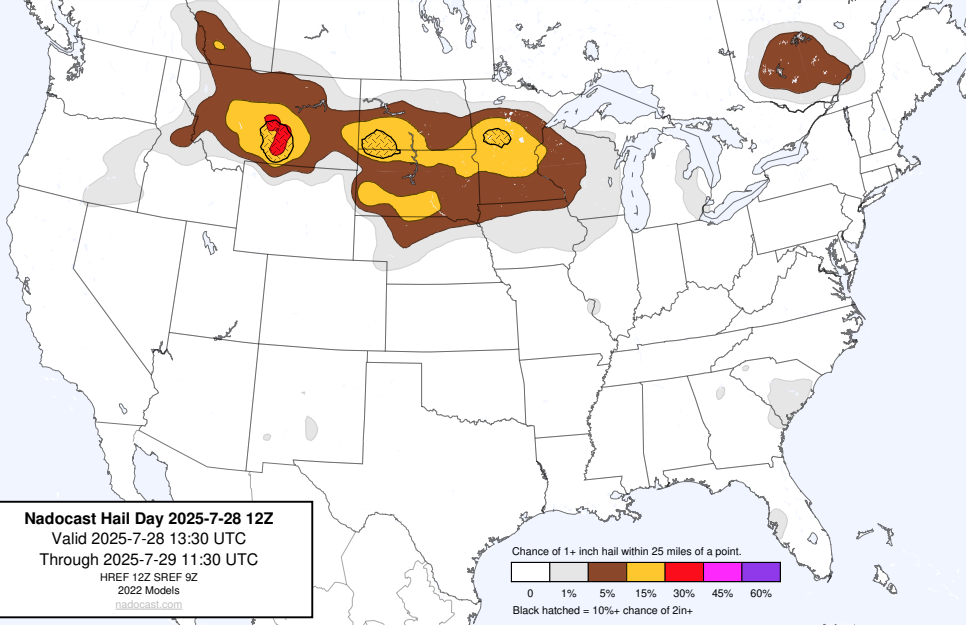 Nadocast Hail Day 2025-7-28 12Z
Valid 2025-7-28 13:30 UTC
Through 2025-7-29 11:30 UTC
HREF 12Z SREF 9Z
2022 Models
nadocast.com
Chance of 1+ inch hail within 25 miles of a point.
0 1% 5% 15% 30% 45% 60%
Black hatched = 10%+ chance of 2in+